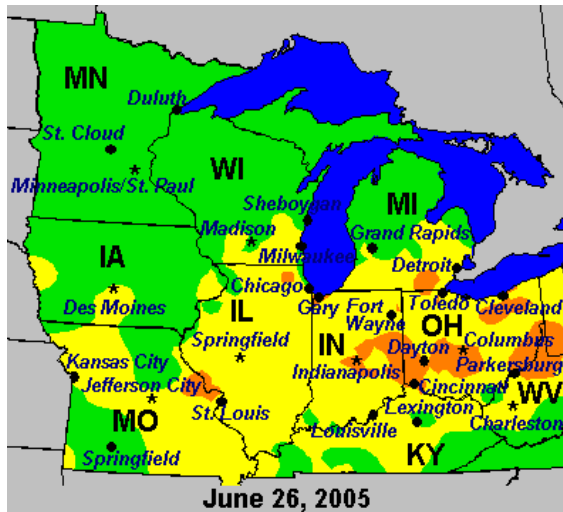 MN
Duluth
St. Cloud
WI
Minneapolis/St. Paul
Sheboygan
MI
Madison
Grand Rapids
Milwaukee
IA
Detroit
Chicago
Des Moines
IL
Gary
Fort
Wayne
Toledo
Cleveland
OH
Springfield
IN
Dayton
Columbus
Kansas City
Indianapolis
Parkersburg
Jefferson City
Cincinnati
WV
MO
St. Louis
Lexington
Louisville
Charleston
Springfield
KY
June 26, 2005